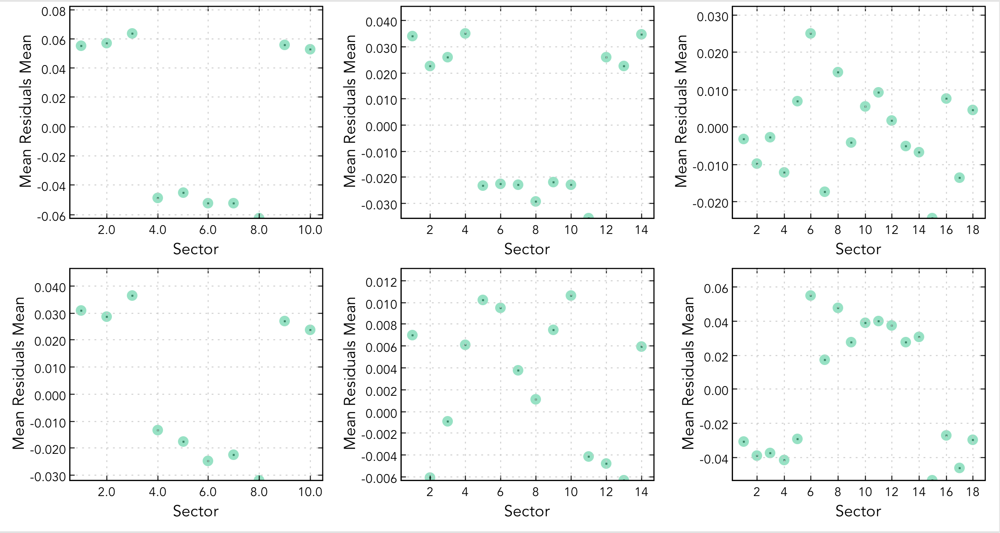 0.08
0.06
0.04
0.02
0.00
-0.02
-0.04
-0.06
Mean Residuals Mean
2.0 4.0 6.0 8.0 10.0
Sector
0.040
0.030
0.020
0.010
0.000
-0.010
-0.020
-0.030
Mean Residuals Mean
2 4 6 8 10 12 14
Sector
0.030
0.020
0.010
0.000
-0.010
-0.020
Mean Residuals Mean
2 4 6 8 10 12 14 16 18
Sector
0.040
0.030
0.020
0.010
0.000
-0.010
-0.020
-0.030
Mean Residuals Mean
2.0 4.0 6.0 8.0 10.0
Sector
0.012
0.010
0.008
0.006
0.004
0.002
0.000
-0.002
-0.004
-0.006
Mean Residuals Mean
2 4 6 8 10 12 14
Sector
0.06
0.04
0.02
0.00
-0.02
-0.04
Mean Residuals Mean
2 4 6 8 10 12 14 16 18
Sector